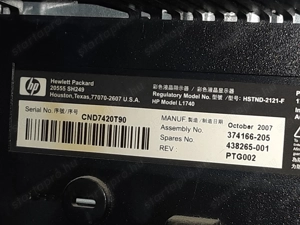 hp
Hewlett Packard
20555 SH249
Houston, Texas, 77070-2607 U.S.A.
彩色液晶顯示器 / 彩色液晶显示器
Regulatory Model No. 型號 /型号: HSTND-2121-F
HP Model L1740
Serial No. 序號 /序号
CND7420T90
MANUF. 製造 / 制造日期 October 2007
Assembly No. 374166-205
REV 438265-001
PTG002